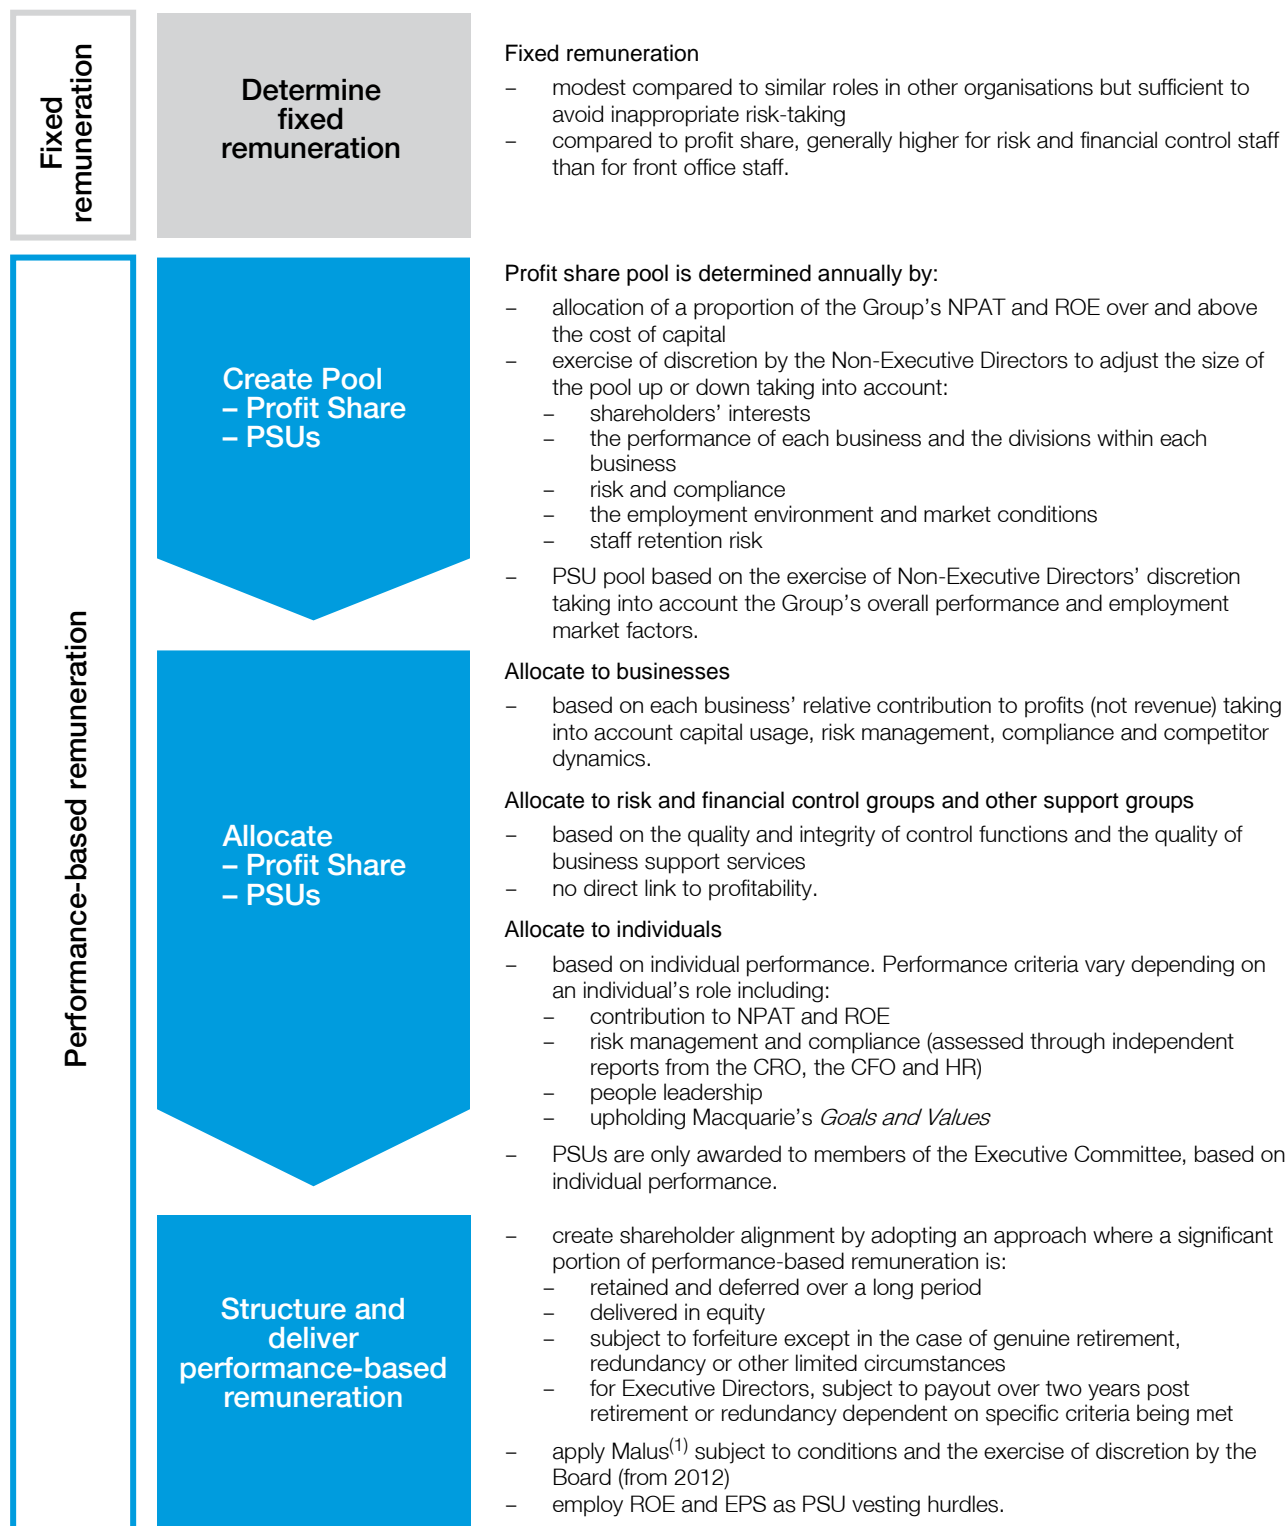 Fixed
remuneration
Determine
fixed
remuneration
Fixed remuneration
– modest compared to similar roles in other organisations but sufficient to
avoid inappropriate risk-taking
– compared to profit share, generally higher for risk and financial control staff
than for front office staff.
Performance-based remuneration
Create Pool
– Profit Share
– PSUs
Profit share pool is determined annually by:
– allocation of a proportion of the Group’s NPAT and ROE over and above
the cost of capital
– exercise of discretion by the Non-Executive Directors to adjust the size of
the pool up or down taking into account:
– shareholders’ interests
– the performance of each business and the divisions within each
business
– risk and compliance
– the employment environment and market conditions
– staff retention risk
– PSU pool based on the exercise of Non-Executive Directors’ discretion
taking into account the Group’s overall performance and employment
market factors.
Allocate
– Profit Share
– PSUs
Allocate to businesses
– based on each business’ relative contribution to profits (not revenue) taking
into account capital usage, risk management, compliance and competitor
dynamics.
Allocate to risk and financial control groups and other support groups
– based on the quality and integrity of control functions and the quality of
business support services
– no direct link to profitability.
Allocate to individuals
– based on individual performance. Performance criteria vary depending on
an individual’s role including:
– contribution to NPAT and ROE
– risk management and compliance (assessed through independent
reports from the CRO, the CFO and HR)
– people leadership
– upholding Macquarie’s Goals and Values
– PSUs are only awarded to members of the Executive Committee, based on
individual performance.
Structure and
deliver
performance-based
remuneration
– create shareholder alignment by adopting an approach where a significant
portion of performance-based remuneration is:
– retained and deferred over a long period
– delivered in equity
– subject to forfeiture except in the case of genuine retirement,
redundancy or other limited circumstances
– for Executive Directors, subject to payout over two years post
retirement or redundancy dependent on specific criteria being met
– apply Malus(1) subject to conditions and the exercise of discretion by the
Board (from 2012)
– employ ROE and EPS as PSU vesting hurdles.